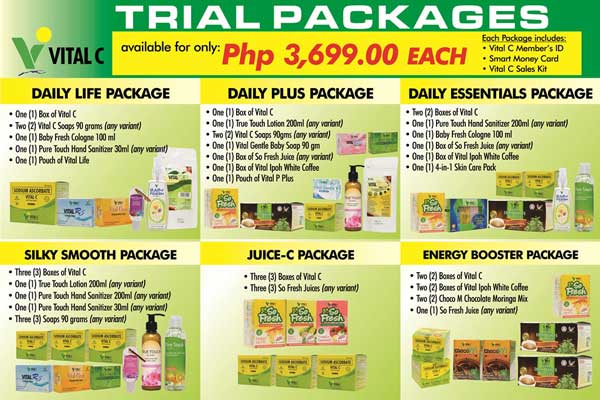 TRIAL PACKAGES
VITAL C
available for only: Php 3,699.00 EACH
Each Package includes:
• Vital C Member's ID
• Smart Money Card
• Vital C Sales Kit
DAILY LIFE PACKAGE
• One (1) Box of Vital C
• Two (2) Vital C Soaps 90 grams (any variant)
• One (1) Baby Fresh Cologne 100 ml
• One (1) Pure Touch Hand Sanitizer 30ml (any variant)
• One (1) Pouch of Vital Life
DAILY PLUS PACKAGE
• One (1) Box of Vital C
• One (1) True Touch Lotion 200ml (any variant)
• Two (2) Vital C Soaps 90gms (any variant)
• One (1) Vital Gentle Baby Soap 90 gm
• One (1) Box of So Fresh Juice (any variant)
• One (1) Box of Vital Ipoh White Coffee
• One (1) Pouch of Vital P Plus
DAILY ESSENTIALS PACKAGE
• Two (2) Boxes of Vital C
• One (1) Pure Touch Hand Sanitizer 200ml (any variant)
• One (1) Baby Fresh Cologne 100 ml
• One (1) Box of So Fresh Juice (any variant)
• One (1) Box of Vital Ipoh White Coffee
• One (1) 4-in-1 Skin Care Pack
SILKY SMOOTH PACKAGE
• Three (3) Boxes of Vital C
• One (1) True Touch Lotion 200ml (any variant)
• One (1) Pure Touch Hand Sanitizer 200ml (any variant)
• One (1) Pure Touch Hand Sanitizer 30ml (any variant)
• Three (3) Soaps 90 grams (any variant)
JUICE-C PACKAGE
• Three (3) Boxes of Vital C
• Three (3) So Fresh Juices (any variant)
ENERGY BOOSTER PACKAGE
• Two (2) Boxes of Vital C
• Two (2) Boxes of Vital Ipoh White Coffee
• Two (2) Choco M Chocolate Moringa Mix
• One (1) So Fresh Juice (any variant)